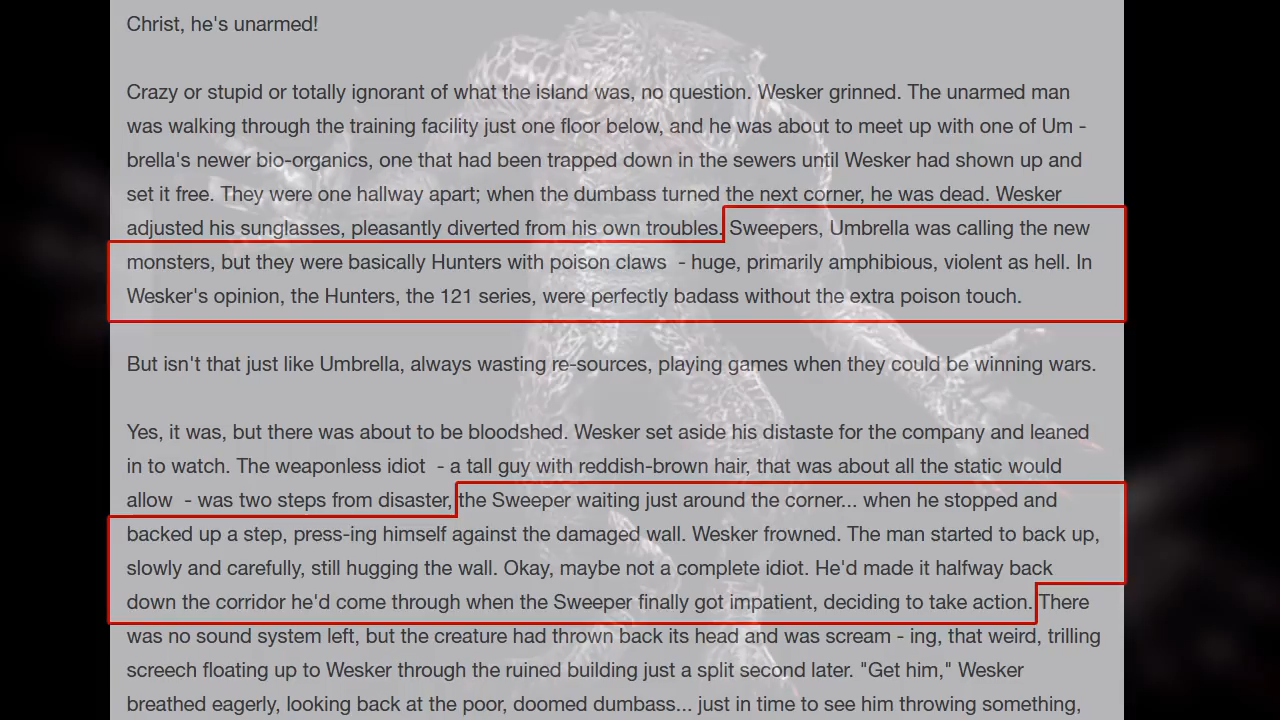 Christ, he's unarmed!
Crazy or stupid or totally ignorant of what the island was, no question. Wesker grinned. The unarmed man
was walking through the training facility just one floor below, and he was about to meet up with one of Um -
brella's newer bio-organics, one that had been trapped down in the sewers until Wesker had shown up and
set it free. They were one hallway apart; when the dumbass turned the next corner, he was dead. Wesker
adjusted his sunglasses, pleasantly diverted from his own troubles. Sweepers, Umbrella was calling the new
monsters, but they were basically Hunters with poison claws  - huge, primarily amphibious, violent as hell. In
Wesker's opinion, the Hunters, the 121 series, were perfectly badass without the extra poison touch.
But isn't that just like Umbrella, always wasting re-sources, playing games when they could be winning wars.
Yes, it was, but there was about to be bloodshed. Wesker set aside his distaste for the company and leaned
in to watch. The weaponless idiot  - a tall guy with reddish-brown hair, that was about all the static would
allow  - was two steps from disaster, the Sweeper waiting just around the corner... when he stopped and
backed up a step, press-ing himself against the damaged wall. Wesker frowned. The man started to back up,
slowly and carefully, still hugging the wall. Okay, maybe not a complete idiot. He'd made it halfway back
down the corridor he'd come through when the Sweeper finally got impatient, deciding to take action. There
was no sound system left, but the creature had thrown back its head and was scream - ing, that weird, trilling
screech floating up to Wesker through the ruined building just a split second later. "Get him," Wesker
breathed eagerly, looking back at the poor, doomed dumbass... just in time to see him throwing something,